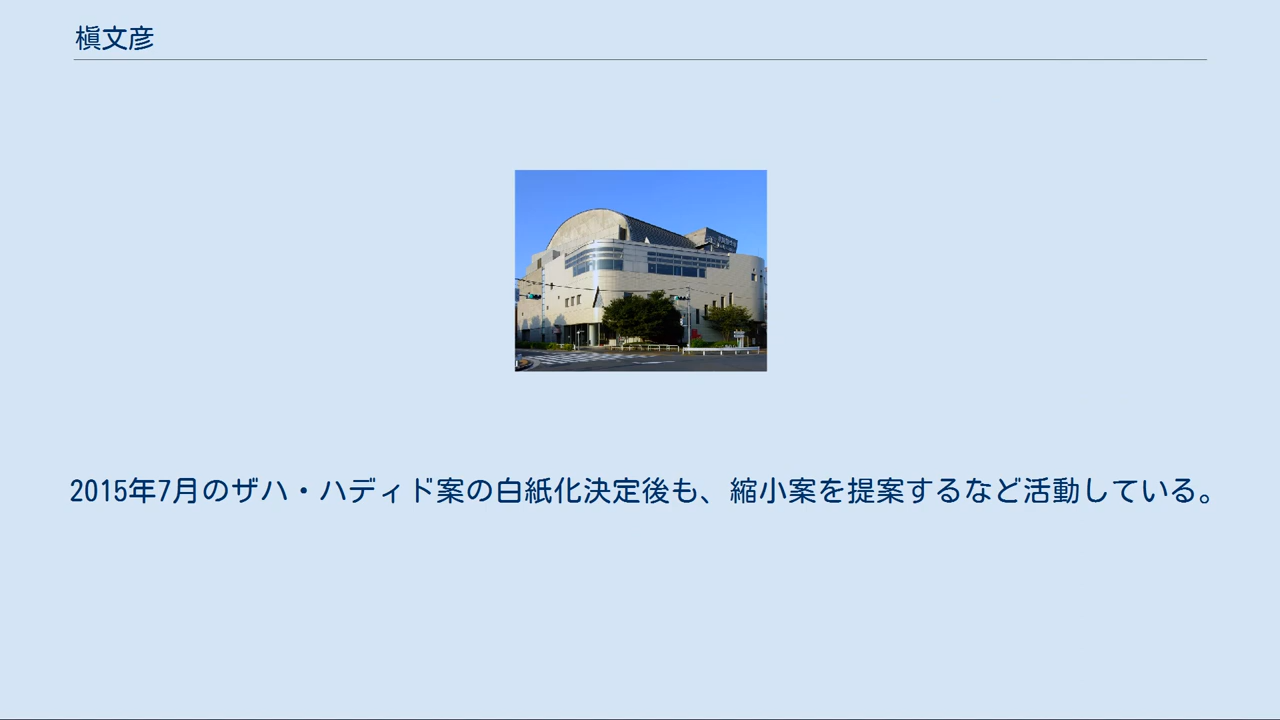 槇文彦
2015年7月のザハ・ハディド案の白紙化決定後も、縮小案を提案するなど活動している。